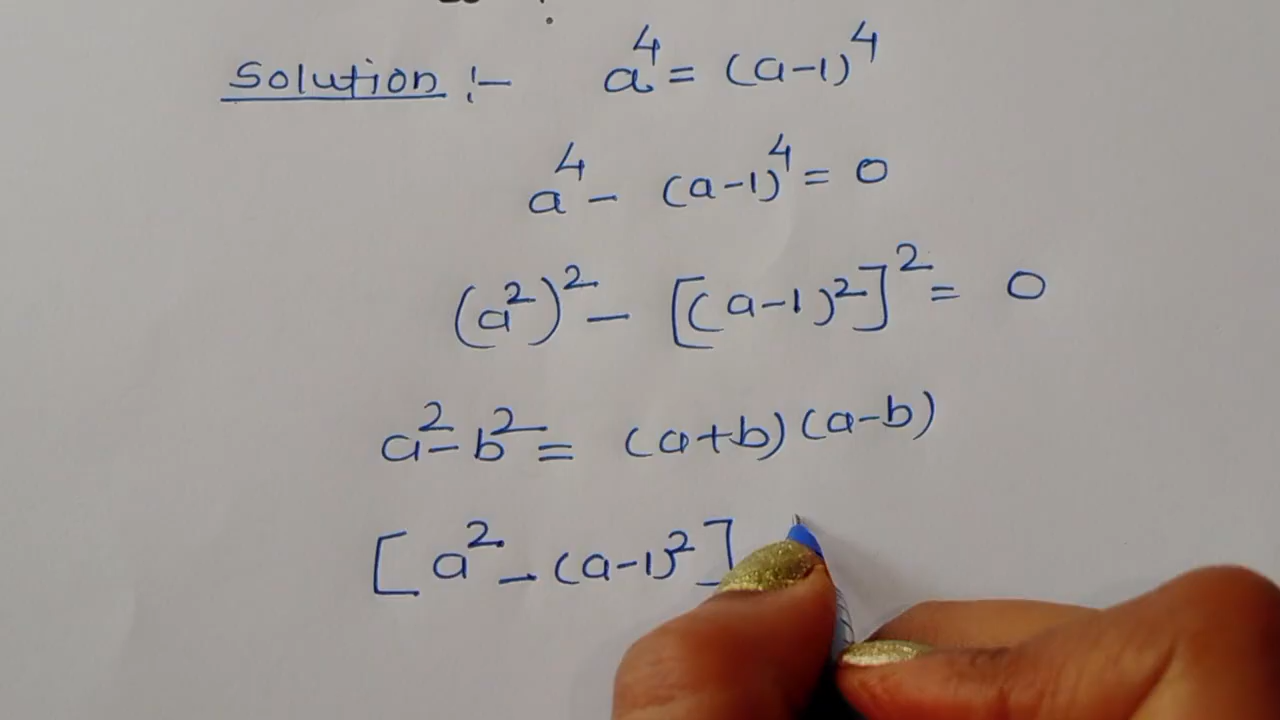 Solution :- a⁴ = (a-1)⁴
a⁴ - (a-1)⁴ = 0
(a²)² - [(a-1)²]² = 0
a² - b² = (a+b)(a-b)
[a² - (a-1)²]